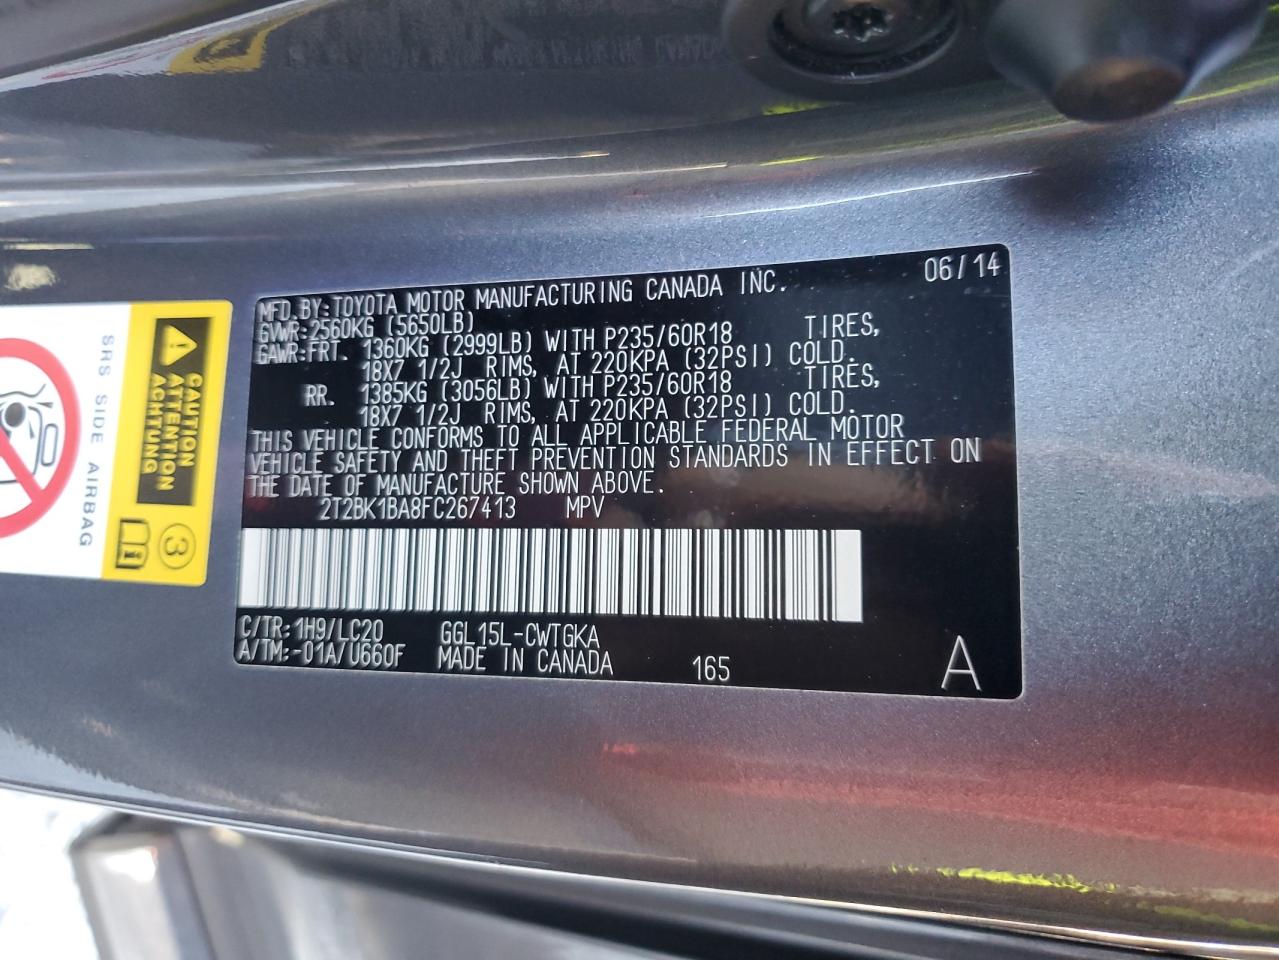 06/14
MFD.BY:TOYOTA MOTOR MANUFACTURING CANADA INC.
GVWR:2560KG (5650LB)
GAWR:FRT. 1360KG (2999LB) WITH P235/60R18 TIRES,
18X7 1/2J RIMS, AT 220KPA (32PSI) COLD.
RR. 1385KG (3056LB) WITH P235/60R18 TIRES,
18X7 1/2J RIMS, AT 220KPA (32PSI) COLD.
THIS VEHICLE CONFORMS TO ALL APPLICABLE FEDERAL MOTOR
VEHICLE SAFETY AND THEFT PREVENTION STANDARDS IN EFFECT ON
THE DATE OF MANUFACTURE SHOWN ABOVE.
2T2BK1BA8FC267413 MPV
C/TR:1H9/LC20 GGL15L-CWTGKA
A/TM:-01A/U660F MADE IN CANADA 165
A
CAUTION
ATTENTION
ACHTUNG
3
SRS SIDE AIRBAG